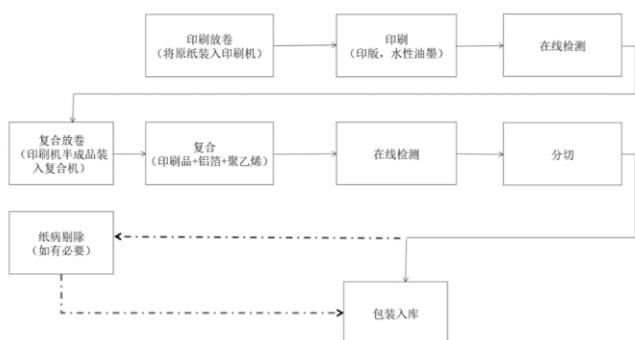 印刷放卷
（将原纸装入印刷机）
印刷
（印版，水性油墨）
在线检测
复合放卷
（印刷机半成品装
入复合机）
复合
（印刷品+铝箔+聚乙烯）
在线检测
分切
纸病剔除
（如有必要）
包装入库